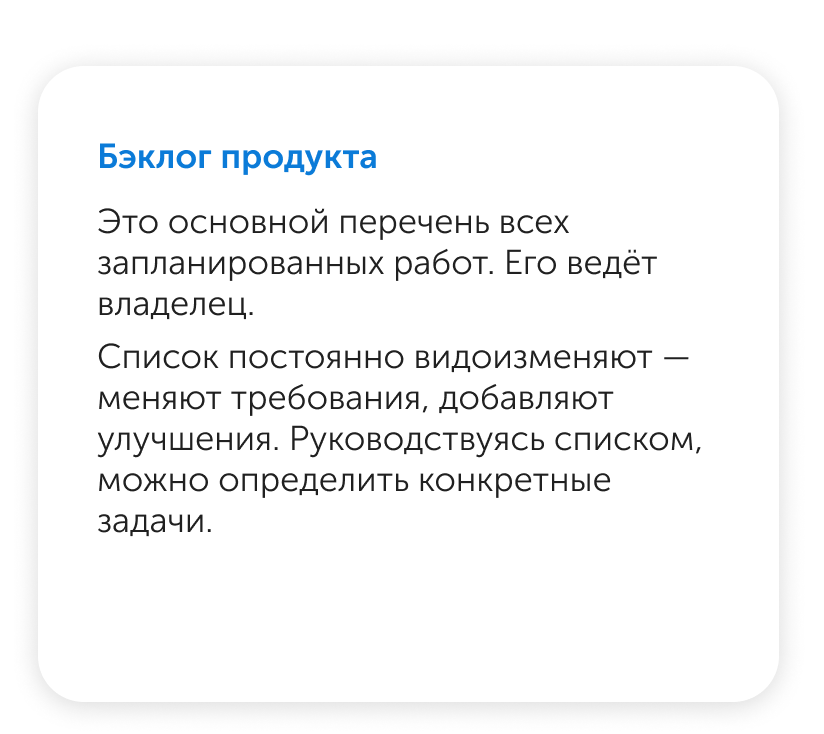 Бэклог продукта
Это основной перечень всех
запланированных работ. Его ведёт
владелец.
Список постоянно видоизменяют —
меняют требования, добавляют
улучшения. Руководствуясь списком,
можно определить конкретные
задачи.